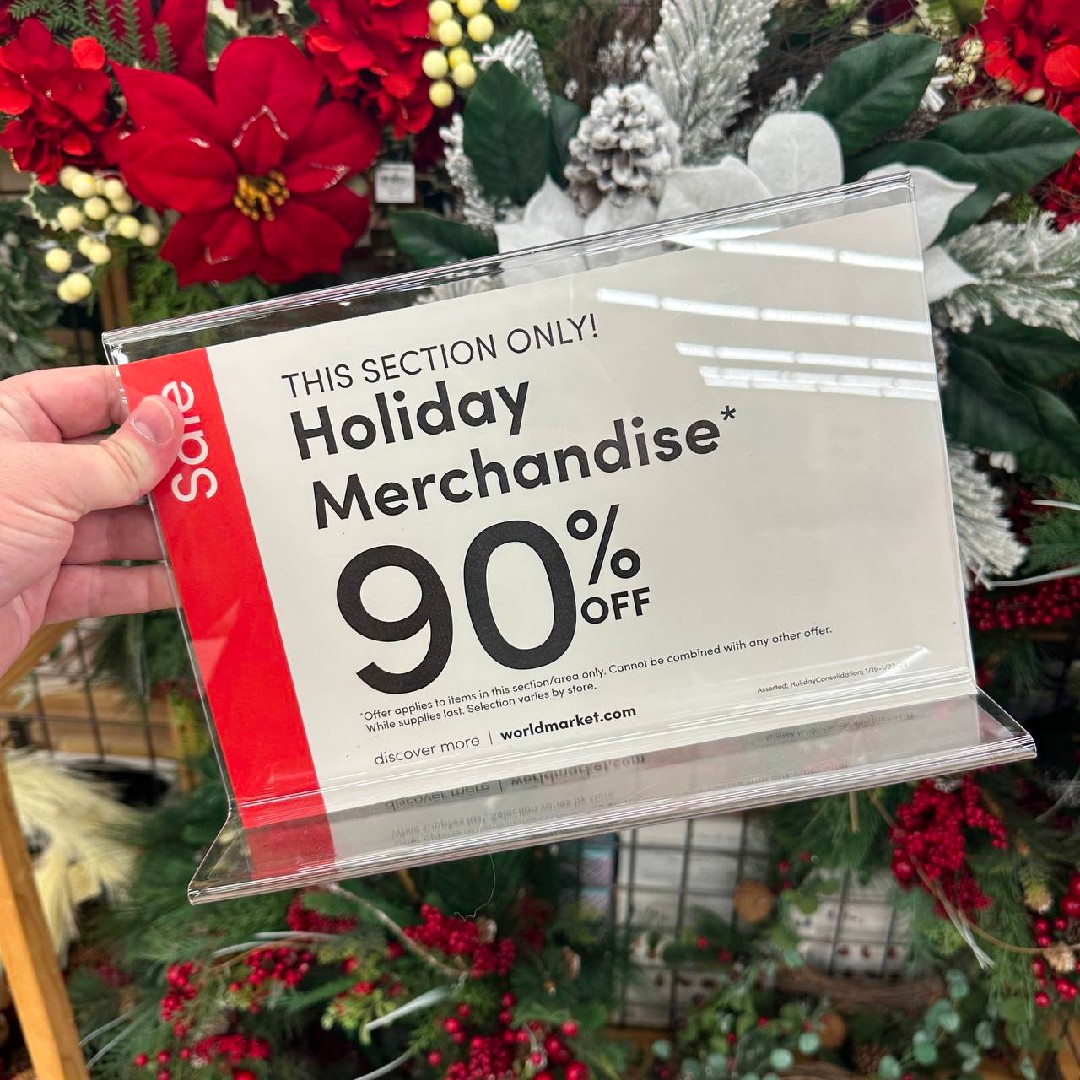 Sale
THIS SECTION ONLY!
Holiday
Merchandise*
90%
OFF
*Offer applies to items in this section/area only. Cannot be combined with any other offer.
While supplies last. Selection varies by store.
discover more | worldmarket.com